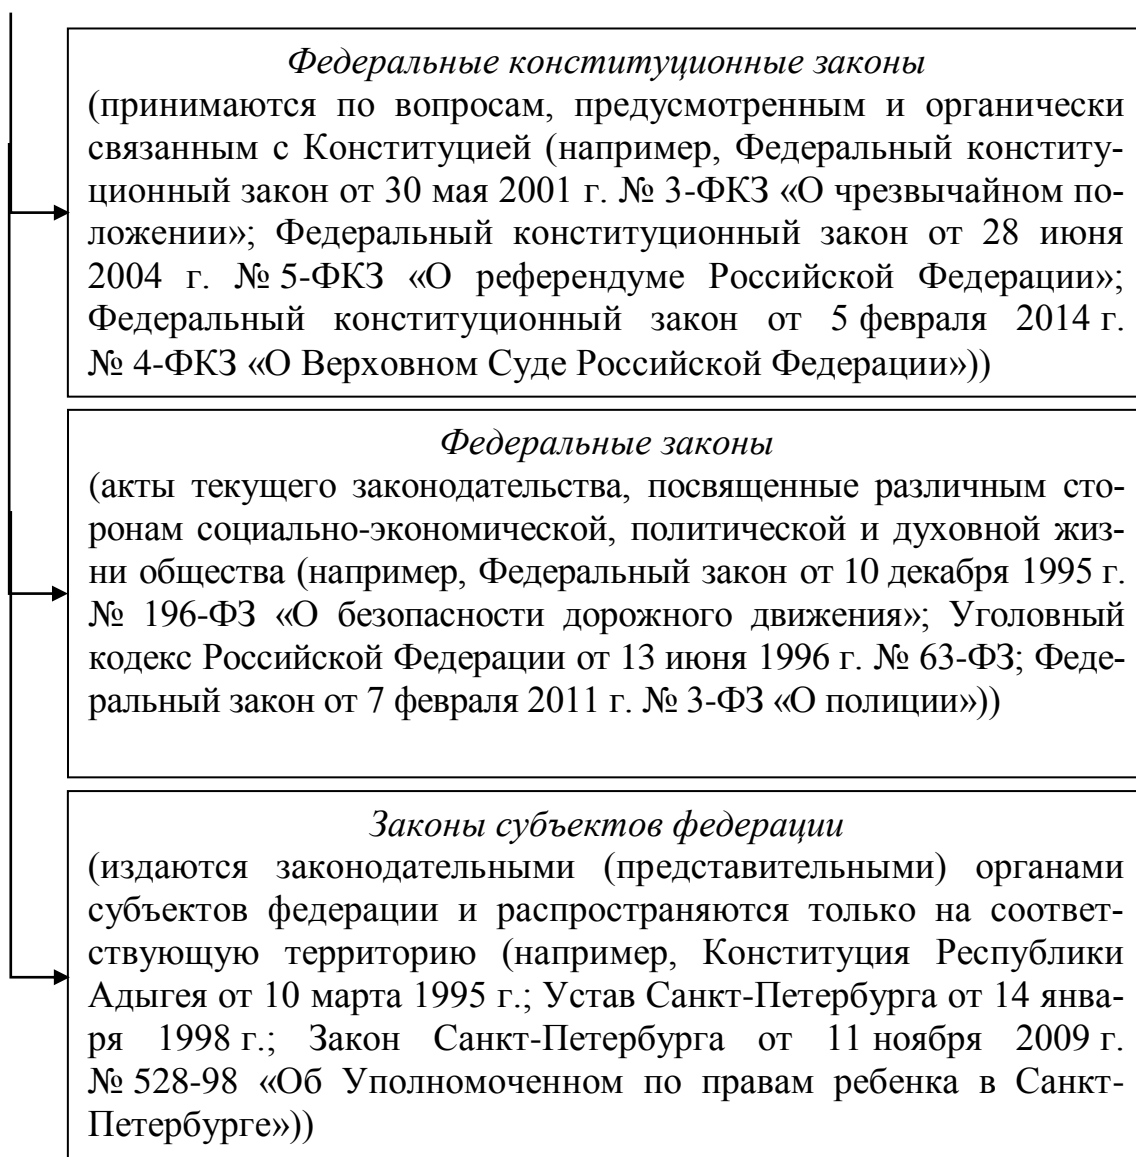 Федеральные конституционные законы
(принимаются по вопросам, предусмотренным и органически
связанным с Конституцией (например, Федеральный конститу-
ционный закон от 30 мая 2001 г. № 3-ФКЗ «О чрезвычайном по-
ложении»; Федеральный конституционный закон от 28 июня
2004 г. № 5-ФКЗ «О референдуме Российской Федерации»;
Федеральный конституционный закон от 5 февраля 2014 г.
№ 4-ФКЗ «О Верховном Суде Российской Федерации»))
Федеральные законы
(акты текущего законодательства, посвященные различным сто-
ронам социально-экономической, политической и духовной жиз-
ни общества (например, Федеральный закон от 10 декабря 1995 г.
№ 196-ФЗ «О безопасности дорожного движения»; Уголовный
кодекс Российской Федерации от 13 июня 1996 г. № 63-ФЗ; Феде-
ральный закон от 7 февраля 2011 г. № 3-ФЗ «О полиции»))
Законы субъектов федерации
(издаются законодательными (представительными) органами
субъектов федерации и распространяются только на соответ-
ствующую территорию (например, Конституция Республики
Адыгея от 10 марта 1995 г.; Устав Санкт-Петербурга от 14 янва-
ря 1998 г.; Закон Санкт-Петербурга от 11 ноября 2009 г.
№ 528-98 «Об Уполномоченном по правам ребенка в Санкт-
Петербурге»))